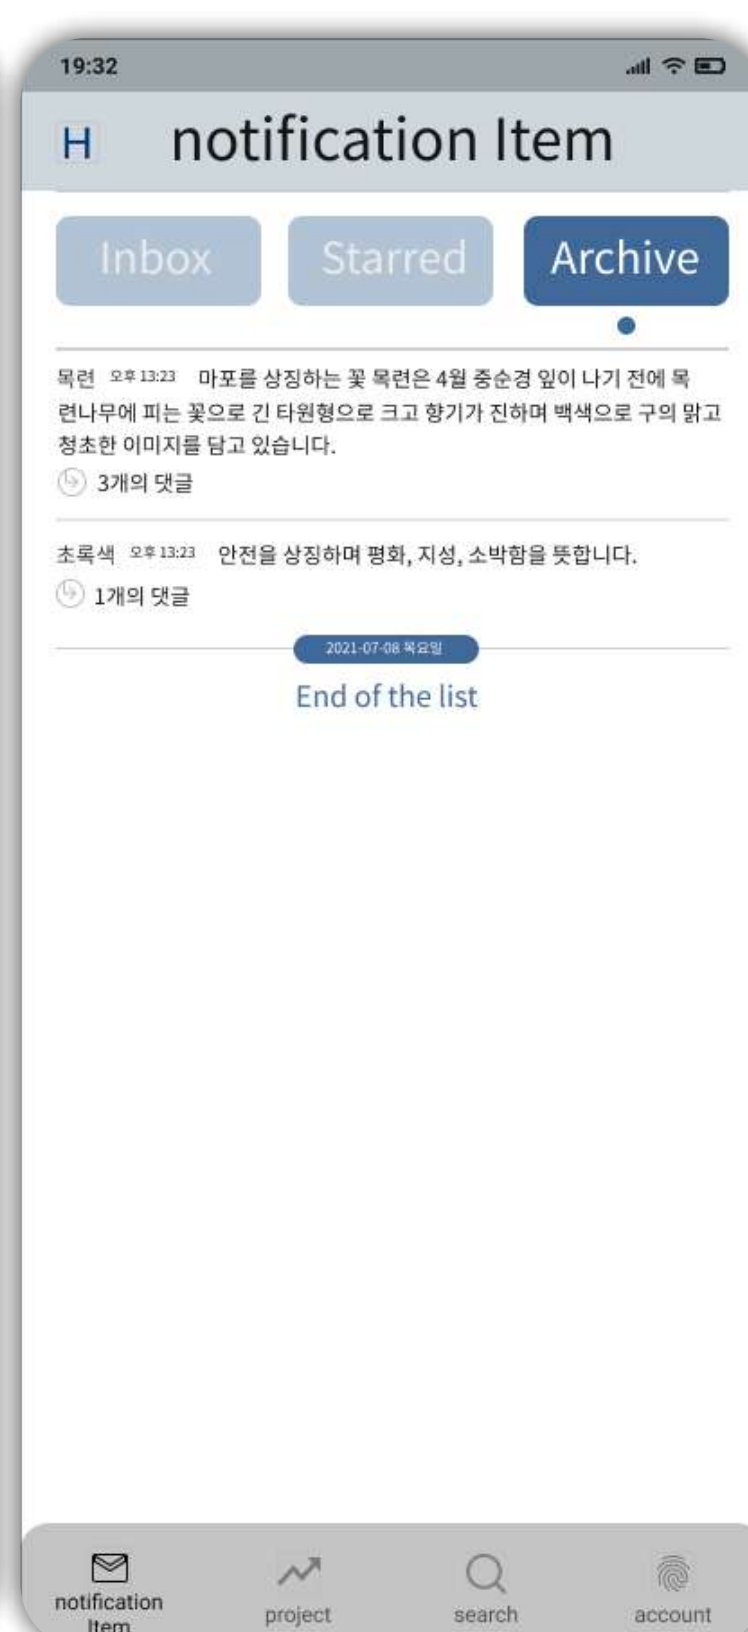 19:32
H notification Item
Inbox Starred Archive
목련 오후 13:23 마포를 상징하는 꽃 목련은 4월 중순경 잎이 나기 전에 목
련나무에 피는 꽃으로 긴 타원형으로 크고 향기가 진하며 백색으로 구의 맑고
청초한 이미지를 담고 있습니다.
3개의 댓글
초록색 오후 13:23 안전을 상징하며 평화, 지성, 소박함을 뜻합니다.
1개의 댓글
2021-07-08 목요일
End of the list
notification
Item
project
search
account